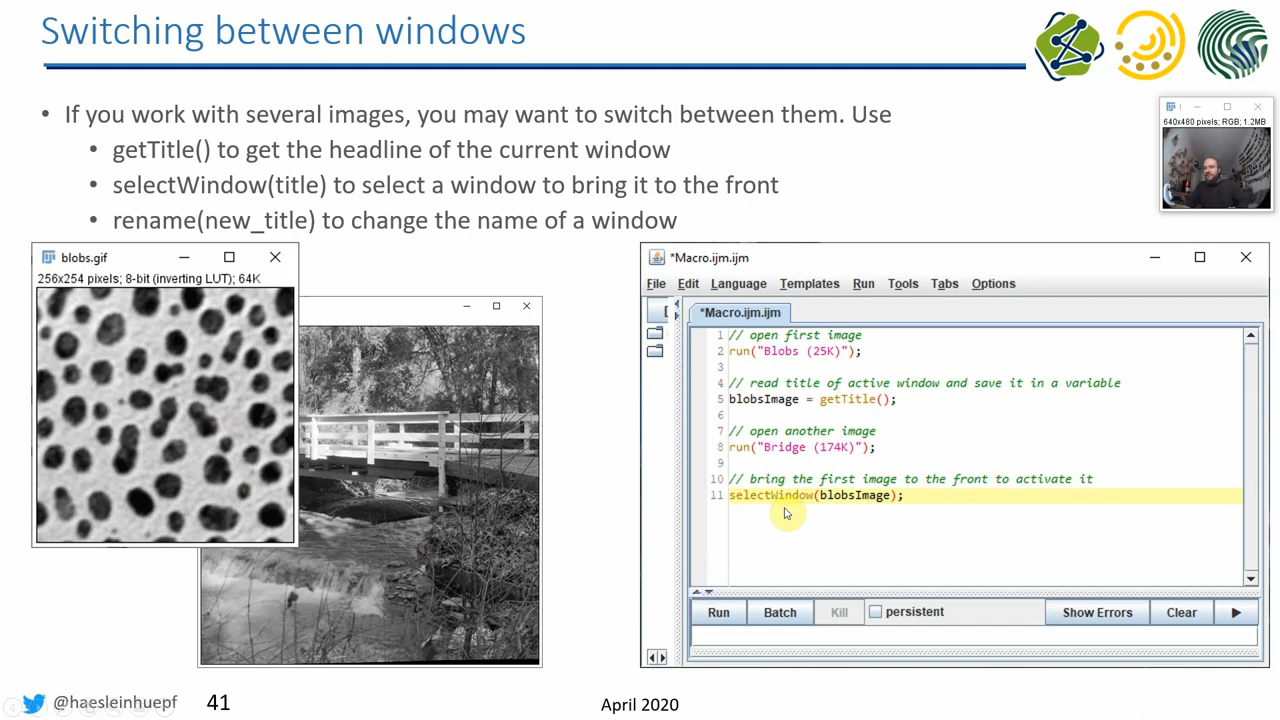 Switching between windows
• If you work with several images, you may want to switch between them. Use
• getTitle() to get the headline of the current window
• selectWindow(title) to select a window to bring it to the front
• rename(new_title) to change the name of a window
640x480 pixels; RGB; 1.2MB
blobs.gif
256x254 pixels; 8-bit (inverting LUT); 64K
*Macro.ijm.ijm
File Edit Language Templates Run Tools Tabs Options
*Macro.ijm.ijm
1 // open first image
2 run("Blobs (25K)");
3
4 // read title of active window and save it in a variable
5 blobsImage = getTitle();
6
7 // open another image
8 run("Bridge (174K)");
9
10 // bring the first image to the front to activate it
11 selectWindow(blobsImage);
Run Batch Kill persistent Show Errors Clear
@haesleinhuepf 41 April 2020